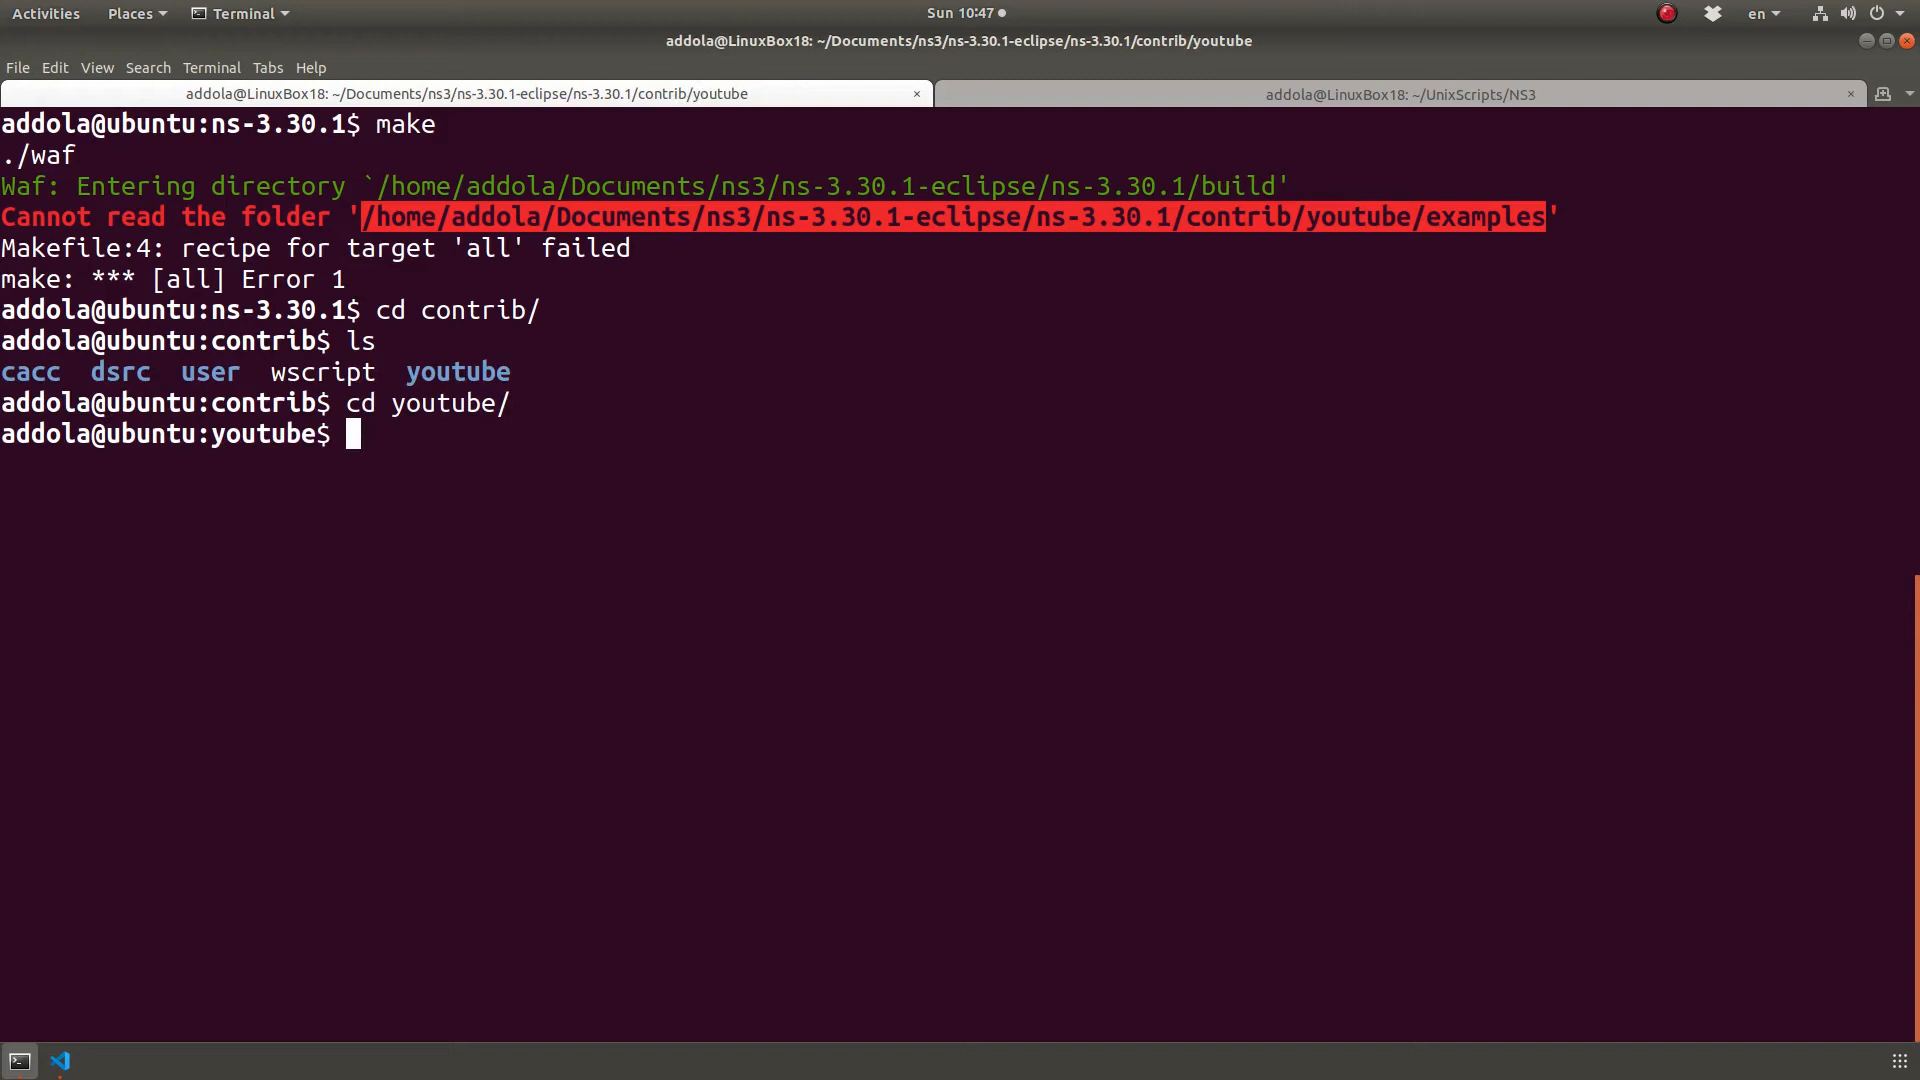 Activities Places Terminal Sun 10:47 en
addola@LinuxBox18: ~/Documents/ns3/ns-3.30.1-eclipse/ns-3.30.1/contrib/youtube
File Edit View Search Terminal Tabs Help
addola@LinuxBox18: ~/Documents/ns3/ns-3.30.1-eclipse/ns-3.30.1/contrib/youtube × addola@LinuxBox18: ~/UnixScripts/NS3 ×
addola@ubuntu:ns-3.30.1$ make
./waf
Waf: Entering directory `/home/addola/Documents/ns3/ns-3.30.1-eclipse/ns-3.30.1/build'
Cannot read the folder '/home/addola/Documents/ns3/ns-3.30.1-eclipse/ns-3.30.1/contrib/youtube/examples'
Makefile:4: recipe for target 'all' failed
make: *** [all] Error 1
addola@ubuntu:ns-3.30.1$ cd contrib/
addola@ubuntu:contrib$ ls
cacc dsrc user wscript youtube
addola@ubuntu:contrib$ cd youtube/
addola@ubuntu:youtube$